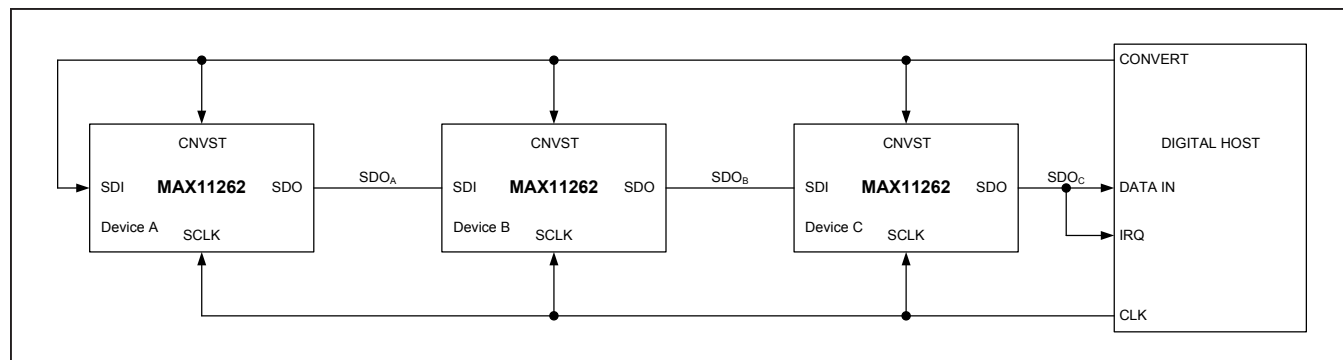 CONVERT
CNVST
CNVST
CNVST
DIGITAL HOST
SDI MAX11262 SDO
SDOA
SDI MAX11262 SDO
SDOB
SDI MAX11262 SDO
SDOC
DATA IN
Device A
Device B
Device C
SCLK
SCLK
SCLK
IRQ
CLK